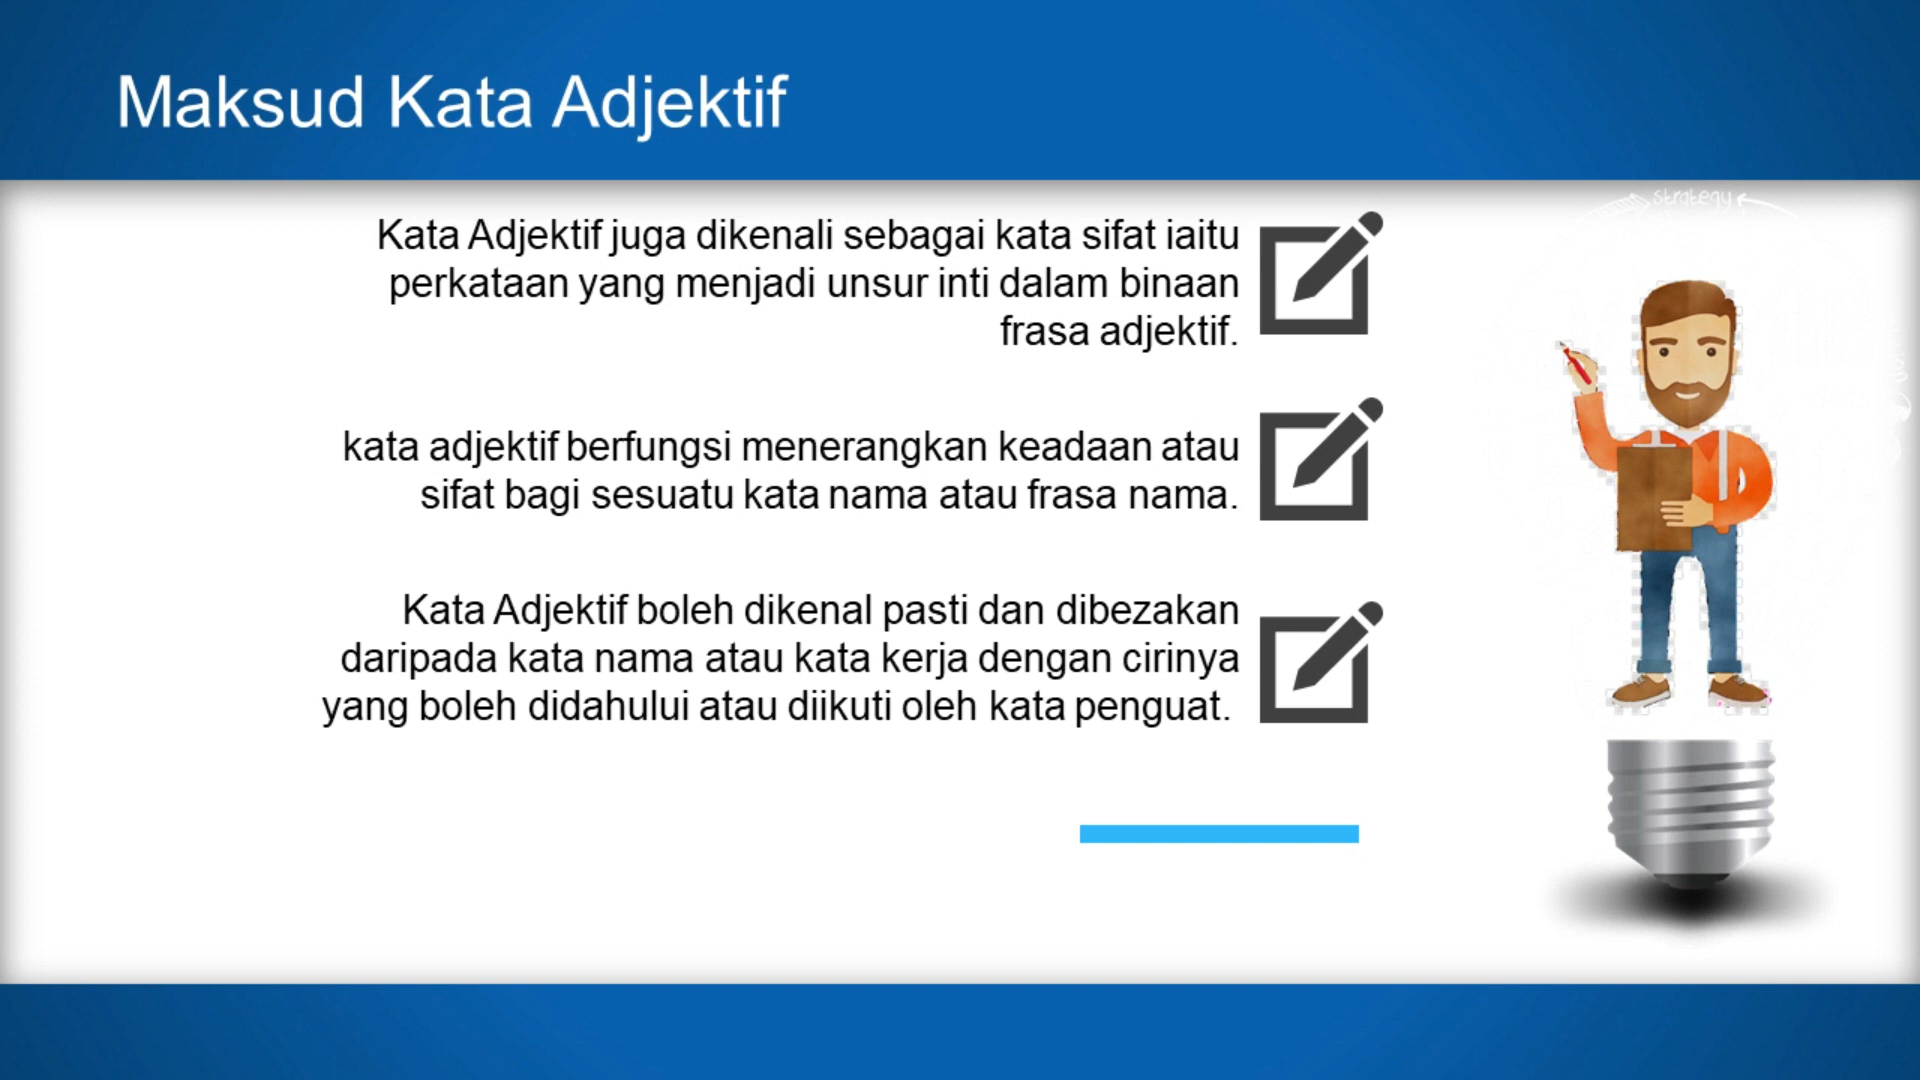 Maksud Kata Adjektif
strategy
Kata Adjektif juga dikenali sebagai kata sifat iaitu
perkataan yang menjadi unsur inti dalam binaan
frasa adjektif.
kata adjektif berfungsi menerangkan keadaan atau
sifat bagi sesuatu kata nama atau frasa nama.
Kata Adjektif boleh dikenal pasti dan dibezakan
daripada kata nama atau kata kerja dengan cirinya
yang boleh didahului atau diikuti oleh kata penguat.